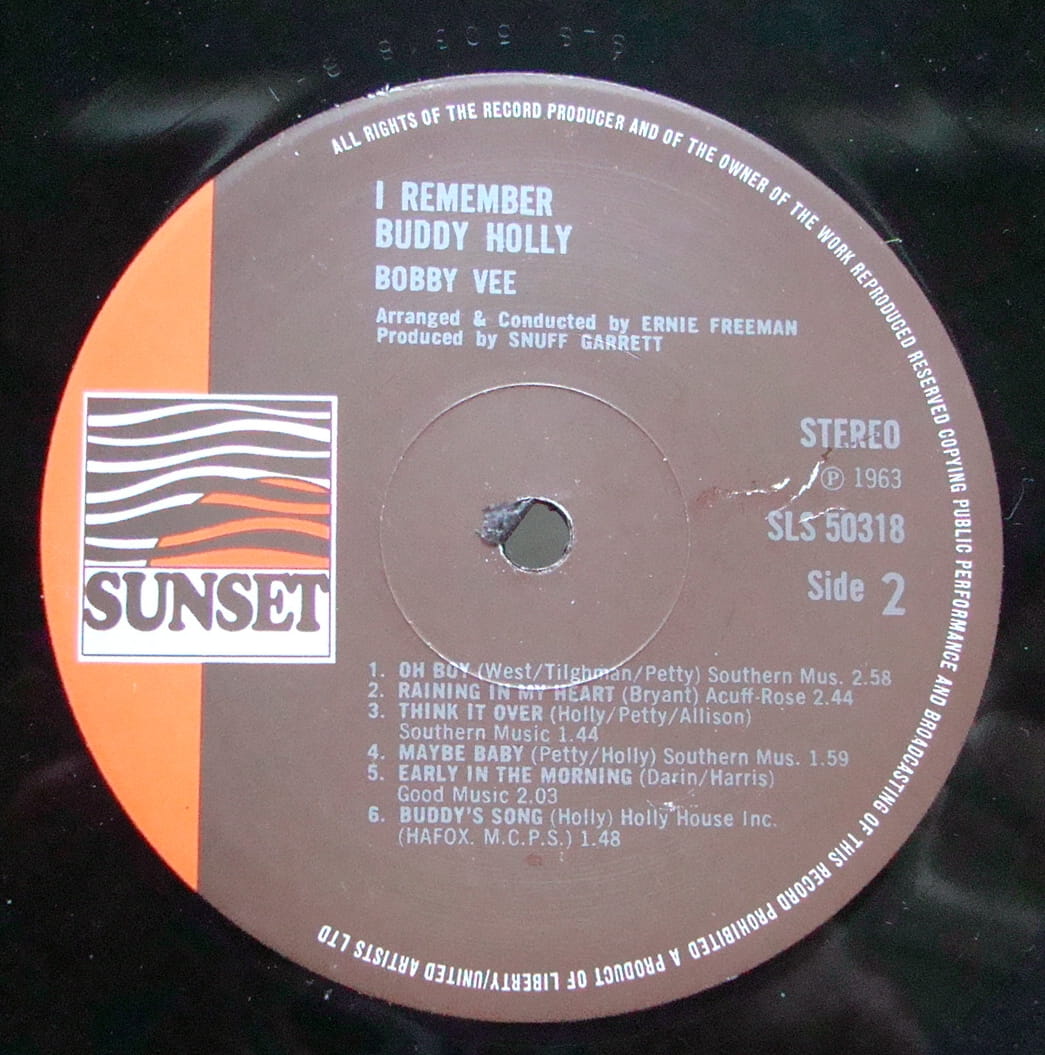 ALL RIGHTS OF THE RECORD PRODUCER AND OF THE OWNER OF THE WORK REPRODUCED RESERVED COPYING PUBLIC PERFORMANCE AND BROADCASTING OF THIS RECORD PROHIBITED A PRODUCT OF LIBERTY/UNITED ARTISTS LTD
I REMEMBER
BUDDY HOLLY
BOBBY VEE
Arranged & Conducted by ERNIE FREEMAN
Produced by SNUFF GARRETT
SUNSET
STEREO
Ⓟ 1963
SLS 50318
Side 2
1. OH BOY (West/Tilghman/Petty) Southern Mus. 2.58
2. RAINING IN MY HEART (Bryant) Acuff-Rose 2.44
3. THINK IT OVER (Holly/Petty/Allison)
Southern Music 1.44
4. MAYBE BABY (Petty/Holly) Southern Mus. 1.59
5. EARLY IN THE MORNING (Darin/Harris)
Good Music 2.03
6. BUDDY'S SONG (Holly) Holly House Inc.
(HAFOX. M.C.P.S.) 1.48